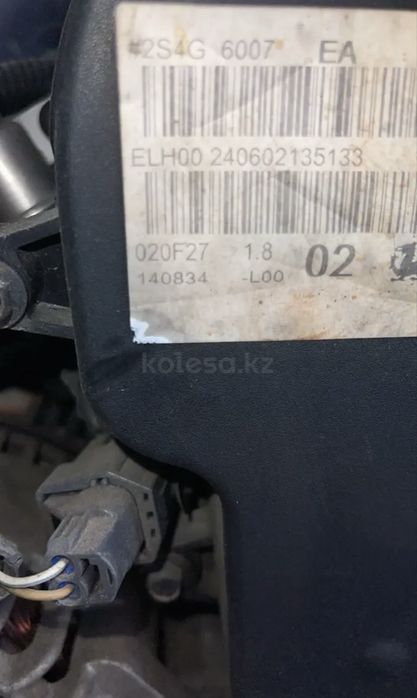 #2S4G 6007 EA
ELH00 240602135133
020F27 1.8 02
140834 -L00
kolesa.kz